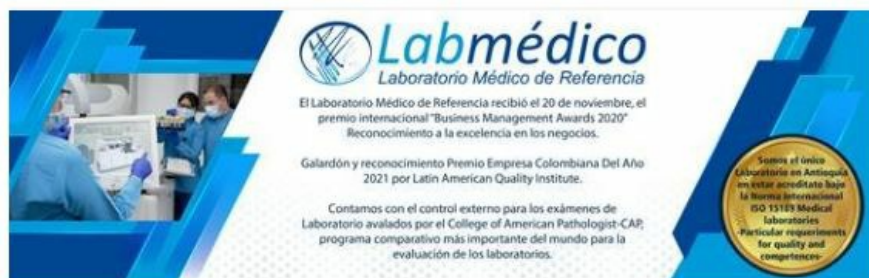 Labmédico
Laboratorio Médico de Referencia
El Laboratorio Médico de Referencia recibió el 20 de noviembre, el
premio internacional "Business Management Awards 2020"
Reconocimiento a la excelencia en los negocios.
Galardón y reconocimiento Premio Empresa Colombiana Del Año
2021 por Latin American Quality Institute.
Contamos con el control externo para los exámenes de
Laboratorio avalados por el College of American Pathologist-CAP,
programa comparativo más importante del mundo para la
evaluación de los laboratorios.
Somos el único
Laboratorio en Antioquia
en estar acreditato bajo
la Norma Internacional
ISO 15189 Medical
laboratories
-Particular requeriments
for quality and
competences-